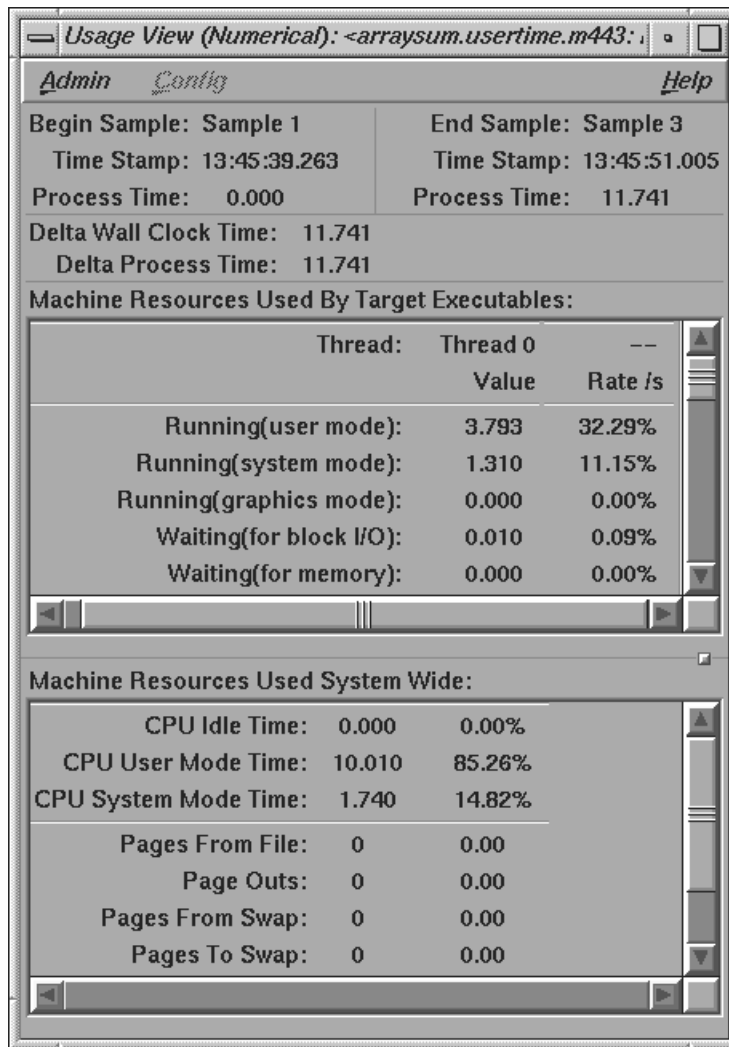 Usage View (Numerical): <arraysum.usertime.m443:
Admin Config Help
Begin Sample: Sample 1 End Sample: Sample 3
Time Stamp: 13:45:39.263 Time Stamp: 13:45:51.005
Process Time: 0.000 Process Time: 11.741
Delta Wall Clock Time: 11.741
Delta Process Time: 11.741
Machine Resources Used By Target Executables:
Thread: Thread 0 --
Value Rate /s
Running(user mode): 3.793 32.29%
Running(system mode): 1.310 11.15%
Running(graphics mode): 0.000 0.00%
Waiting(for block I/O): 0.010 0.09%
Waiting(for memory): 0.000 0.00%
Machine Resources Used System Wide:
CPU Idle Time: 0.000 0.00%
CPU User Mode Time: 10.010 85.26%
CPU System Mode Time: 1.740 14.82%
Pages From File: 0 0.00
Page Outs: 0 0.00
Pages From Swap: 0 0.00
Pages To Swap: 0 0.00